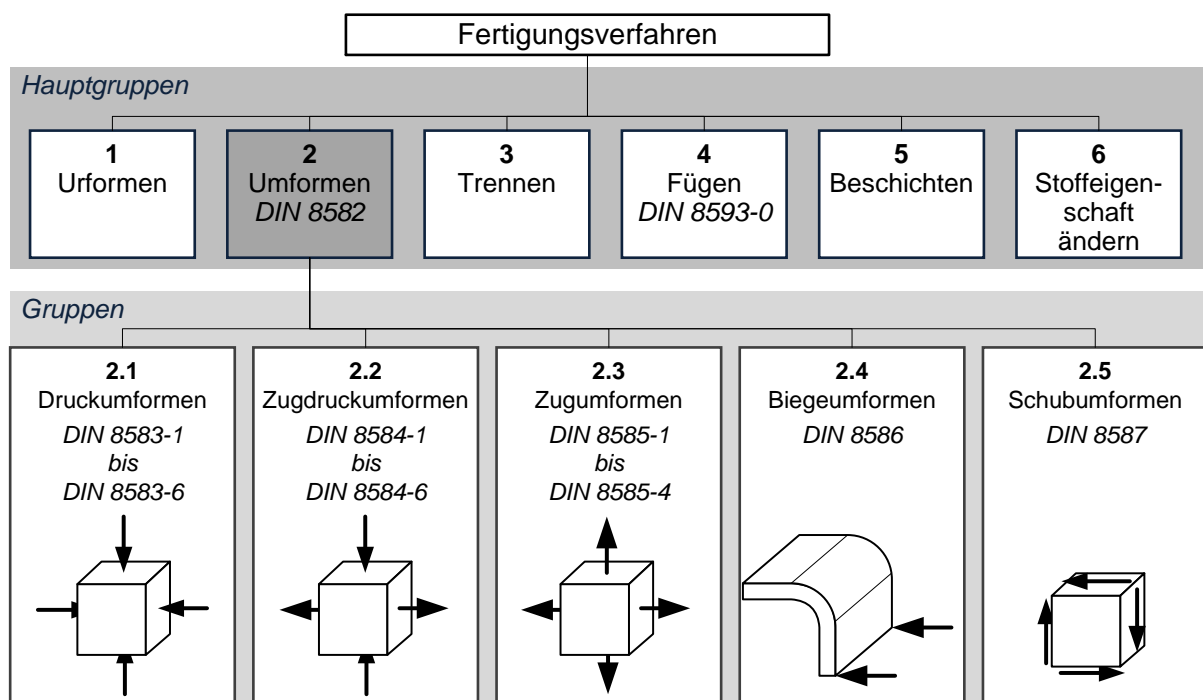 Fertigungsverfahren
Hauptgruppen
1
Urformen
2
Umformen
DIN 8582
3
Trennen
4
Fügen
DIN 8593-0
5
Beschichten
6
Stoffeigen-
schaft
ändern
Gruppen
2.1
Druckumformen
DIN 8583-1
bis
DIN 8583-6
2.2
Zugdruckumformen
DIN 8584-1
bis
DIN 8584-6
2.3
Zugumformen
DIN 8585-1
bis
DIN 8585-4
2.4
Biegeumformen
DIN 8586
2.5
Schubumformen
DIN 8587